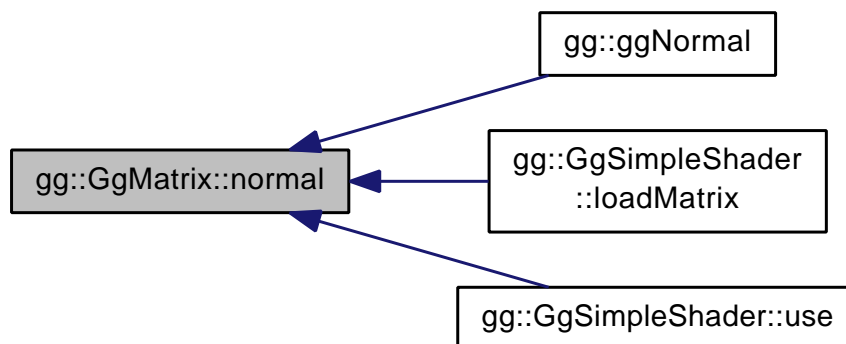 gg::ggNormal
gg::GgMatrix::normal
gg::GgSimpleShader
::loadMatrix
gg::GgSimpleShader::use